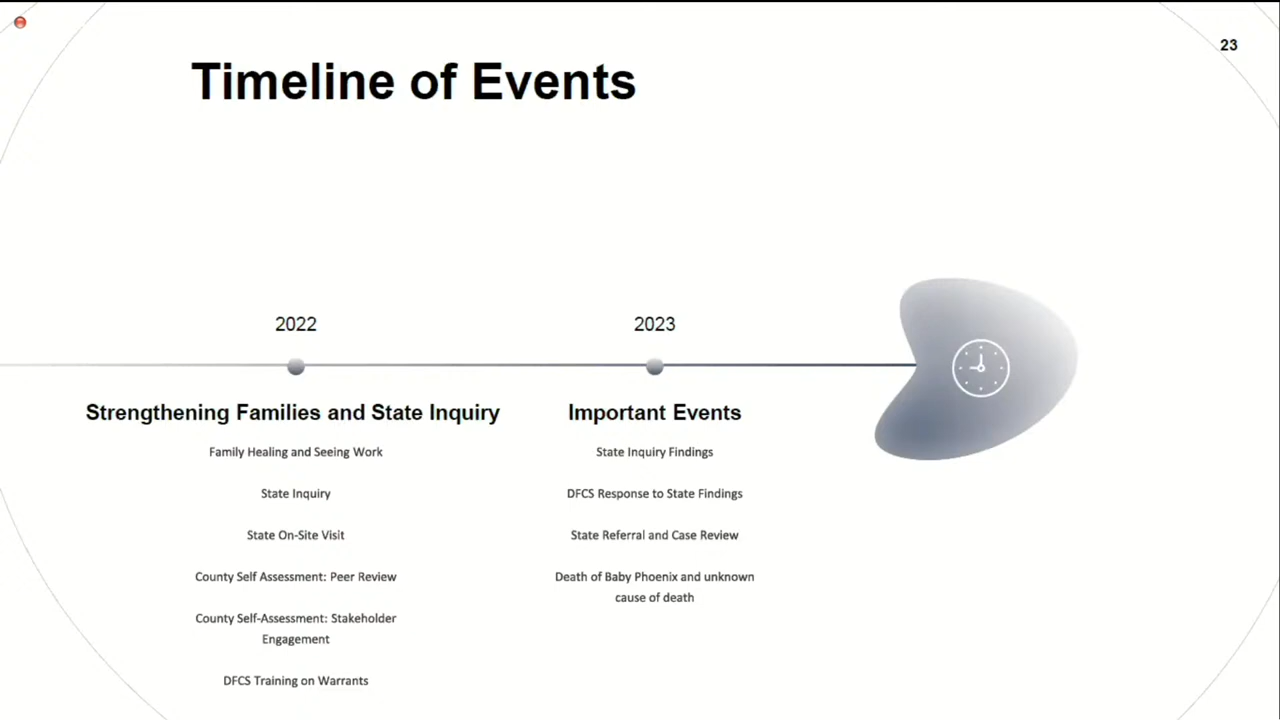 23
Timeline of Events
2022
Strengthening Families and State Inquiry
Family Healing and Seeing Work
State Inquiry
State On-Site Visit
County Self Assessment: Peer Review
County Self-Assessment: Stakeholder
Engagement
DFCS Training on Warrants
2023
Important Events
State Inquiry Findings
DFCS Response to State Findings
State Referral and Case Review
Death of Baby Phoenix and unknown
cause of death